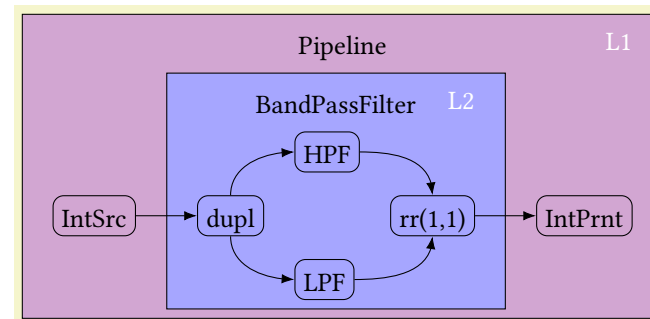 Pipeline
L1
BandPassFilter
L2
HPF
IntSrc
dupl
rr(1,1)
IntPrnt
LPF